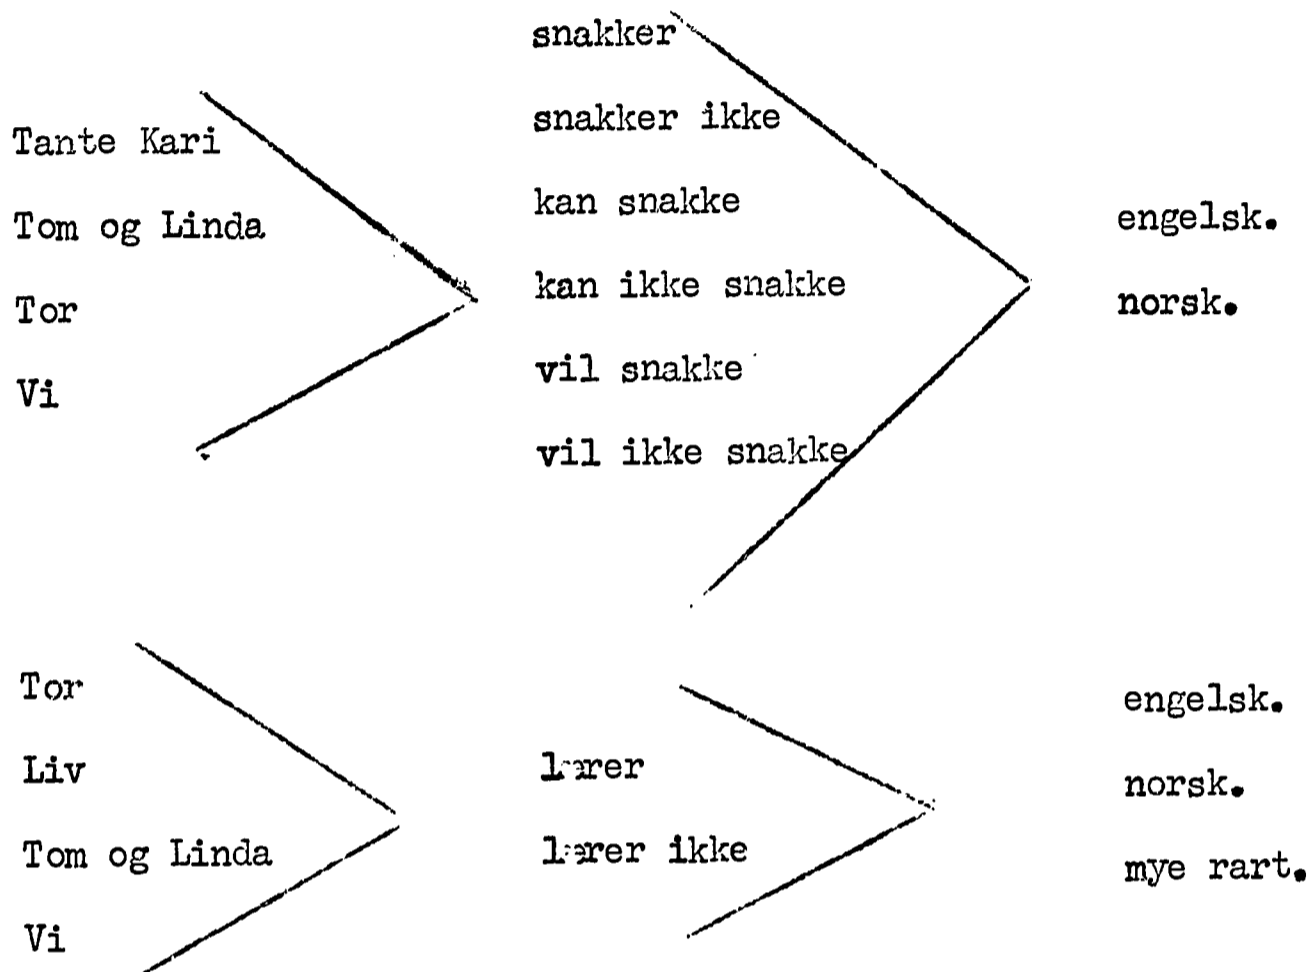 Tante Kari
Tom og Linda
Tor
Vi
snakker
snakker ikke
kan snakke
kan ikke snakke
vil snakke
vil ikke snakke
engelsk.
norsk.
Tor
Liv
Tom og Linda
Vi
lærer
lærer ikke
engelsk.
norsk.
mye rart.